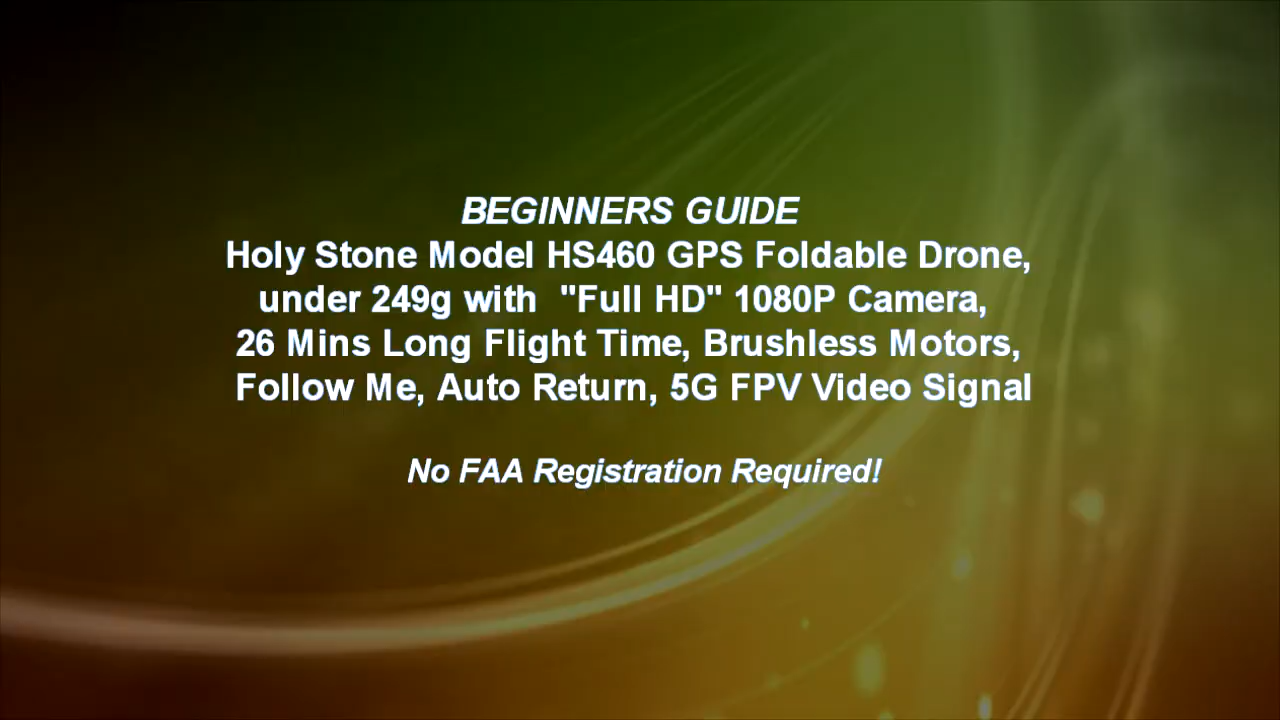 BEGINNERS GUIDE
Holy Stone Model HS460 GPS Foldable Drone,
under 249g with "Full HD" 1080P Camera,
26 Mins Long Flight Time, Brushless Motors,
Follow Me, Auto Return, 5G FPV Video Signal
No FAA Registration Required!